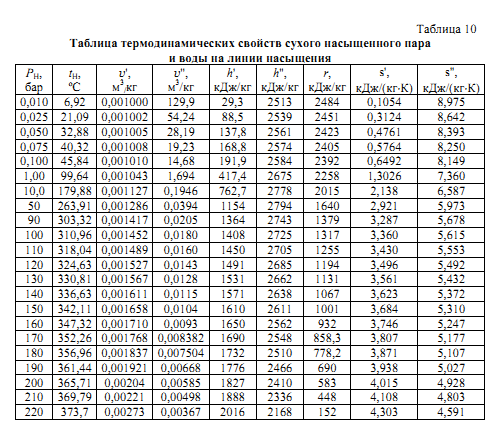 Таблица 10
Таблица термодинамических свойств сухого насыщенного пара
и воды на линии насыщения
Pн, бар | tн, °C | υ', м³/кг | υ'', м³/кг | h', кДж/кг | h'', кДж/кг | r, кДж/кг | s', кДж/(кг·К) | s'', кДж/(кг·К)
0,010 | 6,92 | 0,001000 | 129,9 | 29,3 | 2513 | 2484 | 0,1054 | 8,975
0,025 | 21,09 | 0,001002 | 54,24 | 88,5 | 2539 | 2451 | 0,3124 | 8,642
0,050 | 32,88 | 0,001005 | 28,19 | 137,8 | 2561 | 2423 | 0,4761 | 8,393
0,075 | 40,32 | 0,001008 | 19,23 | 168,8 | 2574 | 2405 | 0,5764 | 8,250
0,100 | 45,84 | 0,001010 | 14,68 | 191,9 | 2584 | 2392 | 0,6492 | 8,149
1,00 | 99,64 | 0,001043 | 1,694 | 417,4 | 2675 | 2258 | 1,3026 | 7,360
10,0 | 179,88 | 0,001127 | 0,1946 | 762,7 | 2778 | 2015 | 2,138 | 6,587
50 | 263,91 | 0,001286 | 0,0394 | 1154 | 2794 | 1640 | 2,921 | 5,973
90 | 303,32 | 0,001417 | 0,0205 | 1364 | 2743 | 1379 | 3,287 | 5,678
100 | 310,96 | 0,001452 | 0,0180 | 1408 | 2725 | 1317 | 3,360 | 5,615
110 | 318,04 | 0,001489 | 0,0160 | 1450 | 2705 | 1255 | 3,430 | 5,553
120 | 324,63 | 0,001527 | 0,0143 | 1491 | 2685 | 1194 | 3,496 | 5,492
130 | 330,81 | 0,001567 | 0,0128 | 1531 | 2662 | 1131 | 3,561 | 5,432
140 | 336,63 | 0,001611 | 0,0115 | 1571 | 2638 | 1067 | 3,623 | 5,372
150 | 342,11 | 0,001658 | 0,0104 | 1610 | 2611 | 1001 | 3,684 | 5,310
160 | 347,32 | 0,001710 | 0,0093 | 1650 | 2562 | 932 | 3,746 | 5,247
170 | 352,26 | 0,001768 | 0,008382 | 1690 | 2548 | 858,3 | 3,807 | 5,177
180 | 356,96 | 0,001837 | 0,007504 | 1732 | 2510 | 778,2 | 3,871 | 5,107
190 | 361,44 | 0,001921 | 0,00668 | 1776 | 2466 | 690 | 3,938 | 5,027
200 | 365,71 | 0,00204 | 0,00585 | 1827 | 2410 | 583 | 4,015 | 4,928
210 | 369,79 | 0,00221 | 0,00498 | 1888 | 2336 | 448 | 4,108 | 4,803
220 | 373,7 | 0,00273 | 0,00367 | 2016 | 2168 | 152 | 4,303 | 4,591